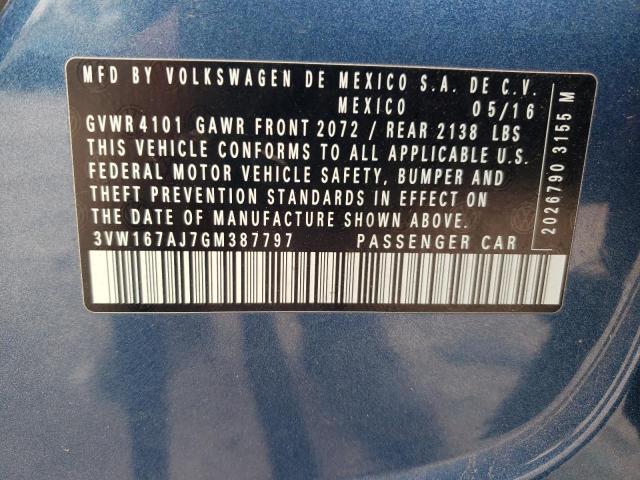 MFD BY VOLKSWAGEN DE MEXICO S.A. DE C.V.
MEXICO 05/16
GVWR 4101 GAWR FRONT 2072 / REAR 2138 LBS
THIS VEHICLE CONFORMS TO ALL APPLICABLE U.S.
FEDERAL MOTOR VEHICLE SAFETY, BUMPER AND
THEFT PREVENTION STANDARDS IN EFFECT ON
THE DATE OF MANUFACTURE SHOWN ABOVE.
3VW167AJ7GM387797 PASSENGER CAR
2026790 3155 M